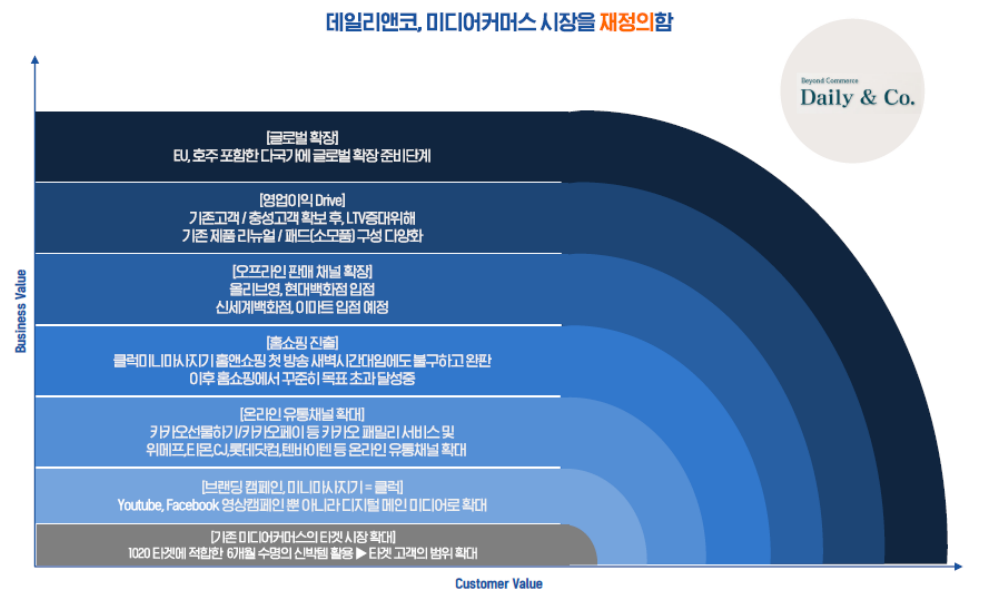 데일리앤코, 미디어커머스 시장을 재정의함
Beyond Commerce
Daily & Co.
[글로벌 확장]
EU, 호주 포함한 다국가에 글로벌 확장 준비단계
[영업이익 Drive]
기존고객 / 충성고객 확보 후, LTV증대위해
기존 제품 리뉴얼 / 패드(소모품) 구성 다양화
[오프라인 판매 채널 확장]
올리브영, 현대백화점 입점
신세계백화점, 이마트 입점 예정
[홈쇼핑 진출]
클럭미니마사지기 홈앤쇼핑 첫 방송 새벽시간대임에도 불구하고 완판
이후 홈쇼핑에서 꾸준히 목표 초과 달성중
[온라인 유통채널 확대]
카카오선물하기/카카오페이 등 카카오 패밀리 서비스 및
위메프,티몬,CJ,롯데닷컴,텐바이텐 등 온라인 유통채널 확대
[브랜딩 캠페인, 미니마사지기 = 클럭]
Youtube, Facebook 영상캠페인 뿐 아니라 디지털 메인 미디어로 확대
[기존 미디어커머스의 타겟 시장 확대]
1020 타겟에 적합한 6개월 수명의 신박템 활용 ▶ 타겟 고객의 범위 확대
Business Value
Customer Value